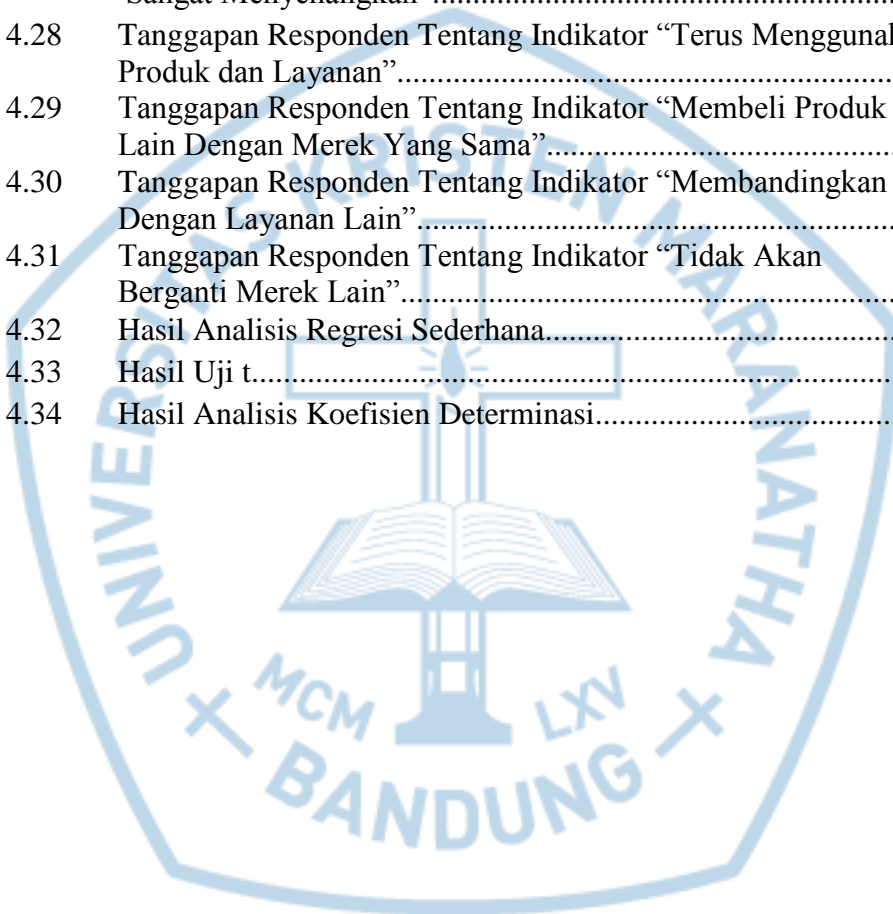 Sangat Menyenangkan"
4.28 Tanggapan Responden Tentang Indikator “Terus
Produk dan Layanan”
4.29 Tanggapan Responden Tentang Indikator “Membeli Produk
Lain Dengan Merek Yang Sama”
4.30 Tanggapan Responden Tentang Indikator “Membandingkan
Dengan Layanan Lain”
4.31 Tanggapan Responden Tentang Indikator “Tidak Akan
Berganti Merek Lain”
4.32 Hasil Analisis Regresi Sederhana
4.33 Hasil Uji t
4.34 Hasil Analisis Koefisien Determinasi
UNIVERSITAS KRISTEN MARANATHA
MCM LXV
BANDUNG